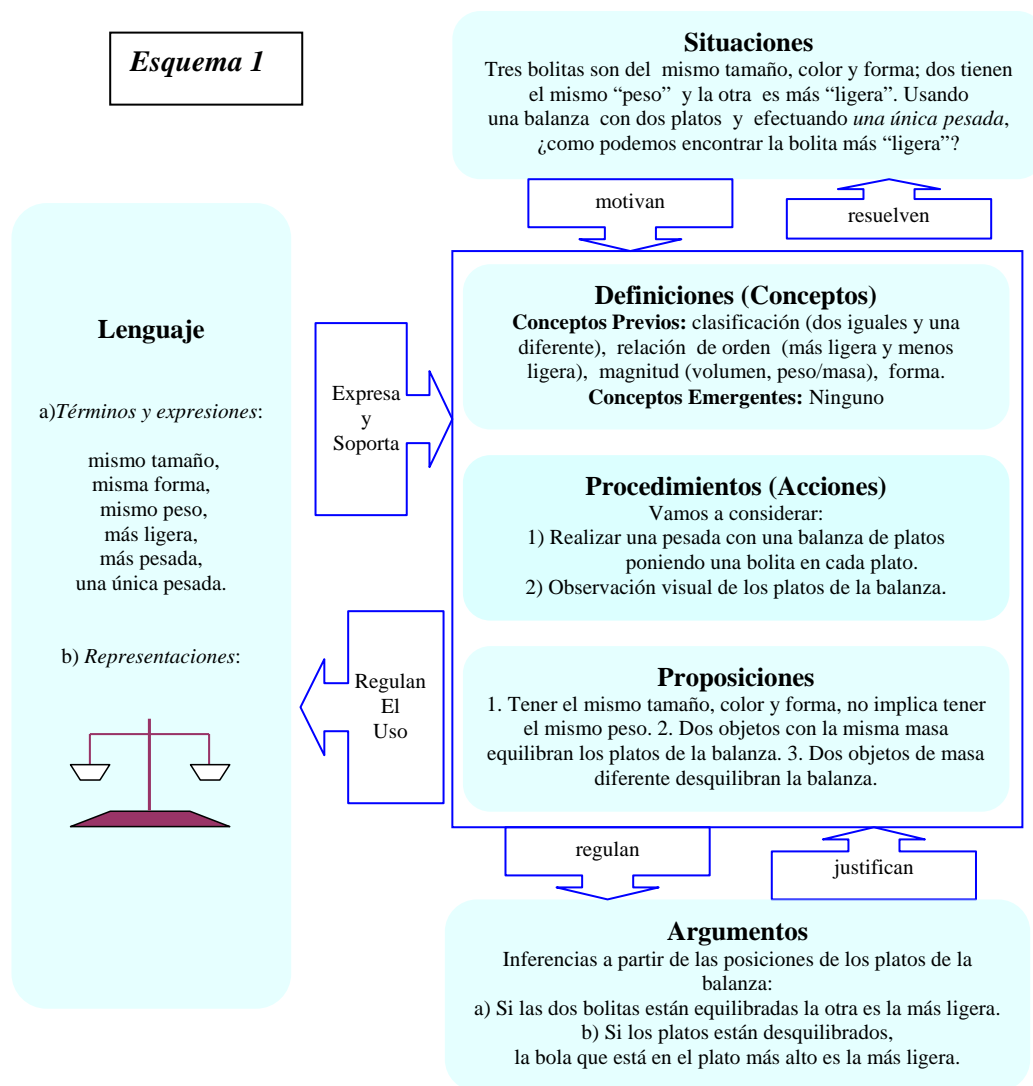 Esquema 1
Situaciones
Tres bolitas son del mismo tamaño, color y forma; dos tienen
el mismo “peso” y la otra es más “ligera”. Usando
una balanza con dos platos y efectuando una única pesada,
¿como podemos encontrar la bolita más “ligera”?
motivan
resuelven
Lenguaje
a)Términos y expresiones:
mismo tamaño,
misma forma,
mismo peso,
más ligera,
más pesada,
una única pesada.
b) Representaciones:
Expresa
y
Soporta
Regulan
El
Uso
Definiciones (Conceptos)
Conceptos Previos: clasificación (dos iguales y una
diferente), relación de orden (más ligera y menos
ligera), magnitud (volumen, peso/masa), forma.
Conceptos Emergentes: Ninguno
Procedimientos (Acciones)
Vamos a considerar:
1) Realizar una pesada con una balanza de platos
poniendo una bolita en cada plato.
2) Observación visual de los platos de la balanza.
Proposiciones
1. Tener el mismo tamaño, color y forma, no implica tener
el mismo peso. 2. Dos objetos con la misma masa
equilibran los platos de la balanza. 3. Dos objetos de masa
diferente desquilibran la balanza.
regulan
justifican
Argumentos
Inferencias a partir de las posiciones de los platos de la
balanza:
a) Si las dos bolitas están equilibradas la otra es la más ligera.
b) Si los platos están desquilibrados,
la bola que está en el plato más alto es la más ligera.